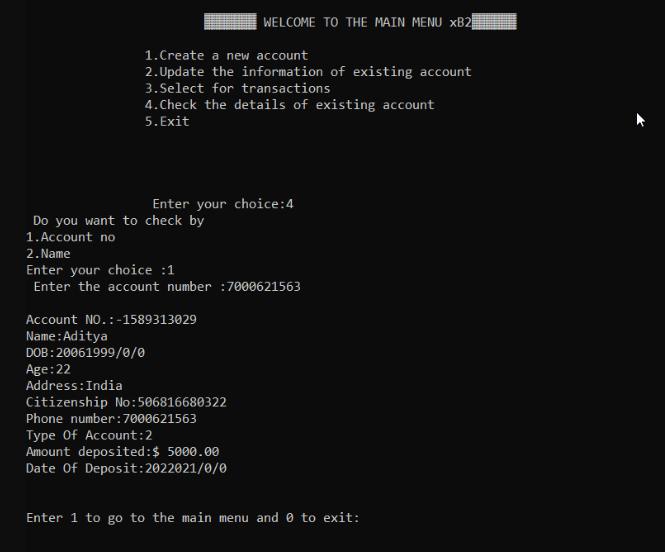 ▒▒▒▒▒▒▒ WELCOME TO THE MAIN MENU xB2▒▒▒▒▒▒
1.Create a new account
2.Update the information of existing account
3.Select for transactions
4.Check the details of existing account
5.Exit
Enter your choice:4
Do you want to check by
1.Account no
2.Name
Enter your choice :1
Enter the account number :7000621563
Account NO.:-1589313029
Name:Aditya
DOB:20061999/0/0
Age:22
Address:India
Citizenship No:506816680322
Phone number:7000621563
Type Of Account:2
Amount deposited:$ 5000.00
Date Of Deposit:2022021/0/0
Enter 1 to go to the main menu and 0 to exit: